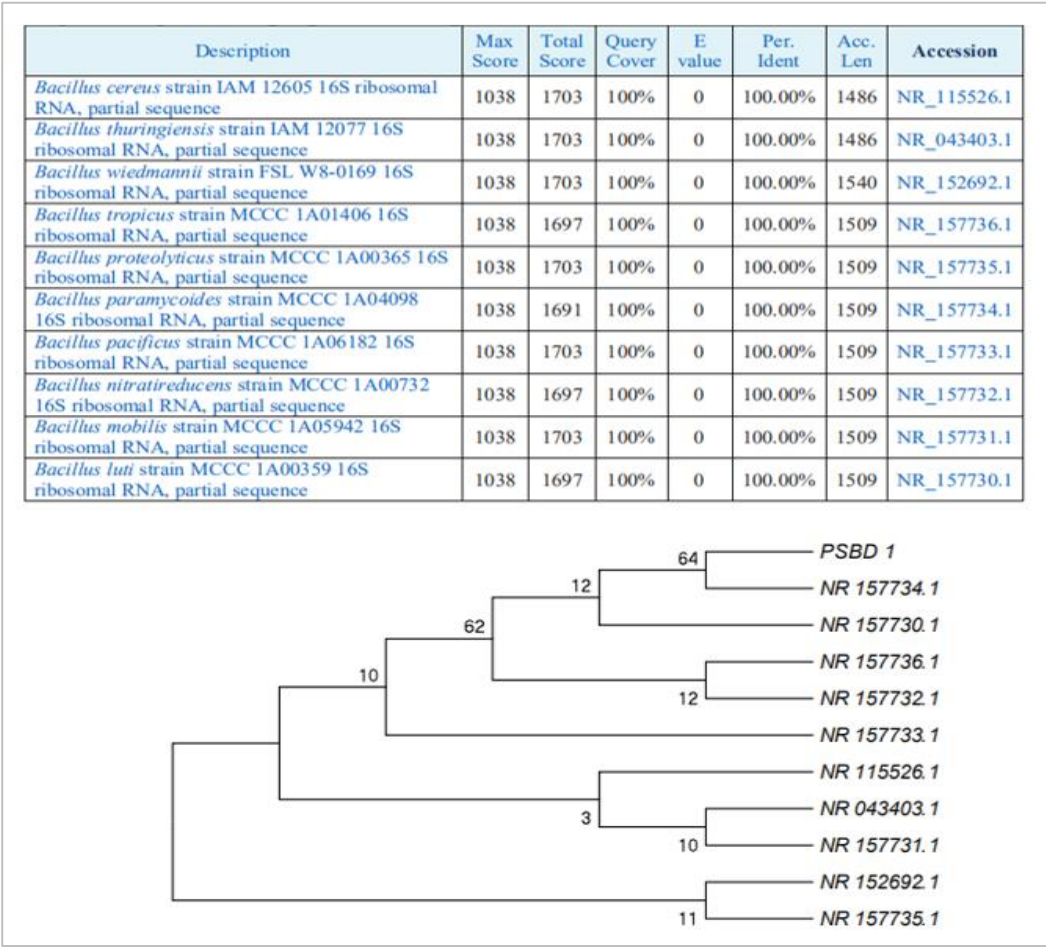 Description Max Score Total Score Query Cover E value Per. Ident Acc. Len Accession
Bacillus cereus strain IAM 12605 16S ribosomal
RNA, partial sequence 1038 1703 100% 0 100.00% 1486 NR_115526.1
Bacillus thuringiensis strain IAM 12077 16S
ribosomal RNA, partial sequence 1038 1703 100% 0 100.00% 1486 NR_043403.1
Bacillus wiedmannii strain FSL W8-0169 16S
ribosomal RNA, partial sequence 1038 1703 100% 0 100.00% 1540 NR_152692.1
Bacillus tropicus strain MCCC 1A01406 16S
ribosomal RNA, partial sequence 1038 1697 100% 0 100.00% 1509 NR_157736.1
Bacillus proteolyticus strain MCCC 1A00365 16S
ribosomal RNA, partial sequence 1038 1703 100% 0 100.00% 1509 NR_157735.1
Bacillus paramycoides strain MCCC 1A04098
16S ribosomal RNA, partial sequence 1038 1691 100% 0 100.00% 1509 NR_157734.1
Bacillus pacificus strain MCCC 1A06182 16S
ribosomal RNA, partial sequence 1038 1703 100% 0 100.00% 1509 NR_157733.1
Bacillus nitratireducens strain MCCC 1A00732
16S ribosomal RNA, partial sequence 1038 1697 100% 0 100.00% 1509 NR_157732.1
Bacillus mobilis strain MCCC 1A05942 16S
ribosomal RNA, partial sequence 1038 1703 100% 0 100.00% 1509 NR_157731.1
Bacillus luti strain MCCC 1A00359 16S
ribosomal RNA, partial sequence 1038 1697 100% 0 100.00% 1509 NR_157730.1
64 PSBD 1
12 NR 157734.1
62 NR 157730.1
10 NR 157736.1
12 NR 157732.1
NR 157733.1
NR 115526.1
3 NR 043403.1
10 NR 157731.1
NR 152692.1
11 NR 157735.1